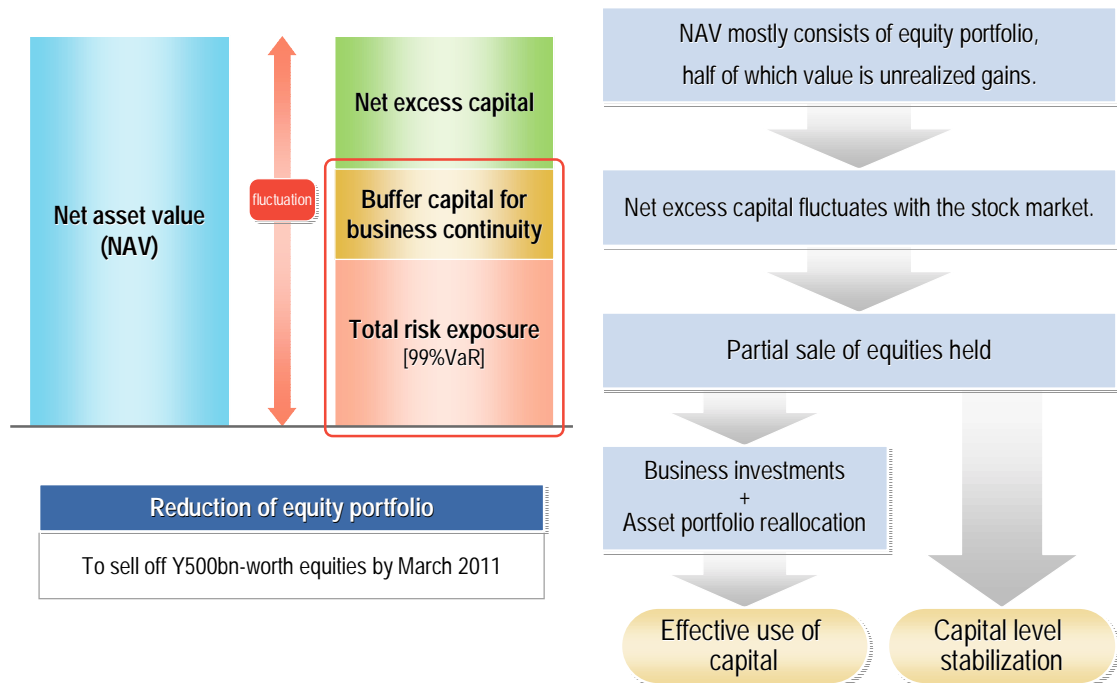 Net asset value
(NAV)
fluctuation
Net excess capital
Buffer capital for
business continuity
Total risk exposure
[99%VaR]
Reduction of equity portfolio
To sell off Y500bn-worth equities by March 2011
NAV mostly consists of equity portfolio,
half of which value is unrealized gains.
Net excess capital fluctuates with the stock market.
Partial sale of equities held
Business investments
+
Asset portfolio reallocation
Effective use of
capital
Capital level
stabilization